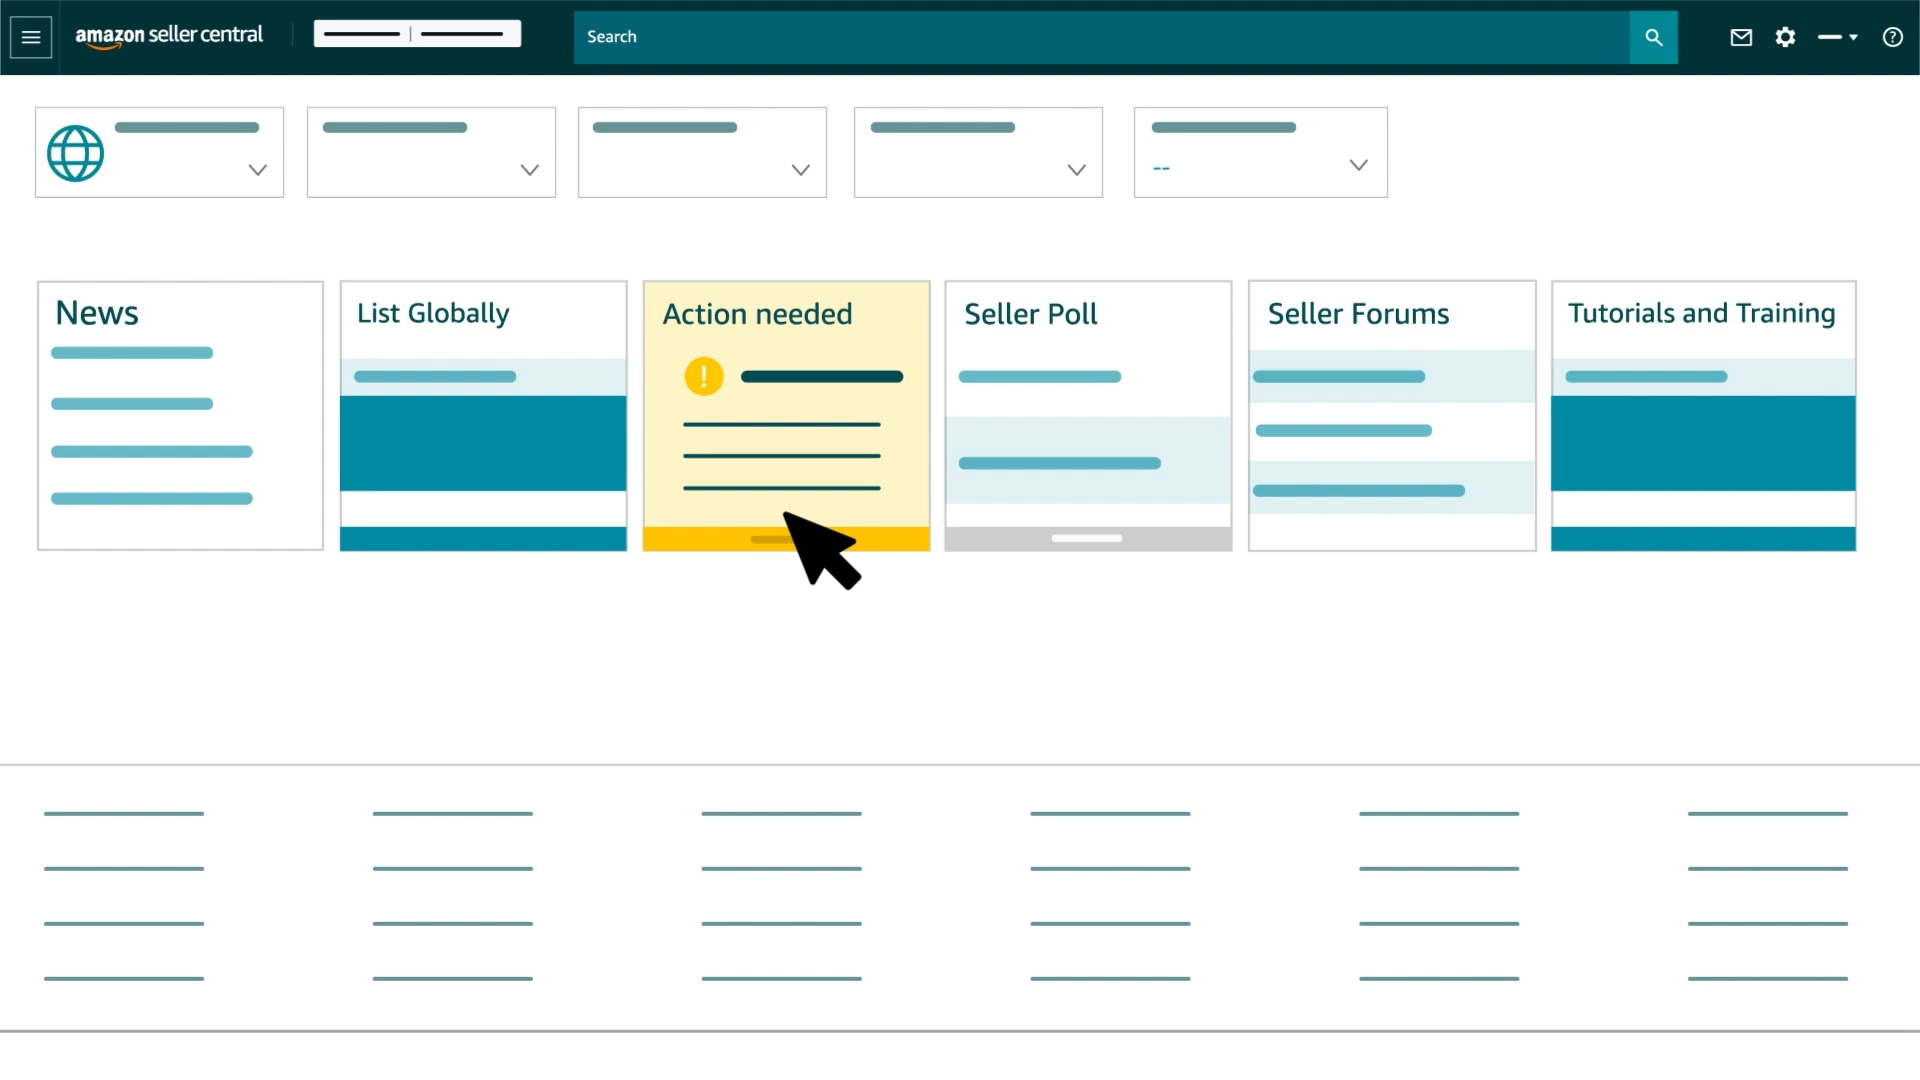 amazon seller central
Search
News
List Globally
Action needed
Seller Poll
Seller Forums
Tutorials and Training
--